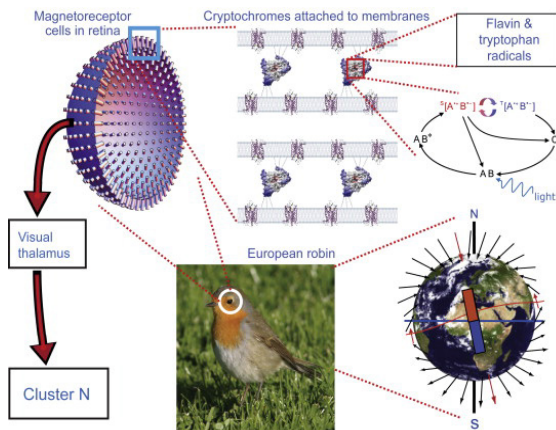 Magnetoreceptor
cells in retina
Cryptochromes attached to membranes
Flavin &
tryptophan
radicals
AB*
C
AB
light
Visual
thalamus
Cluster N
European robin
N
S